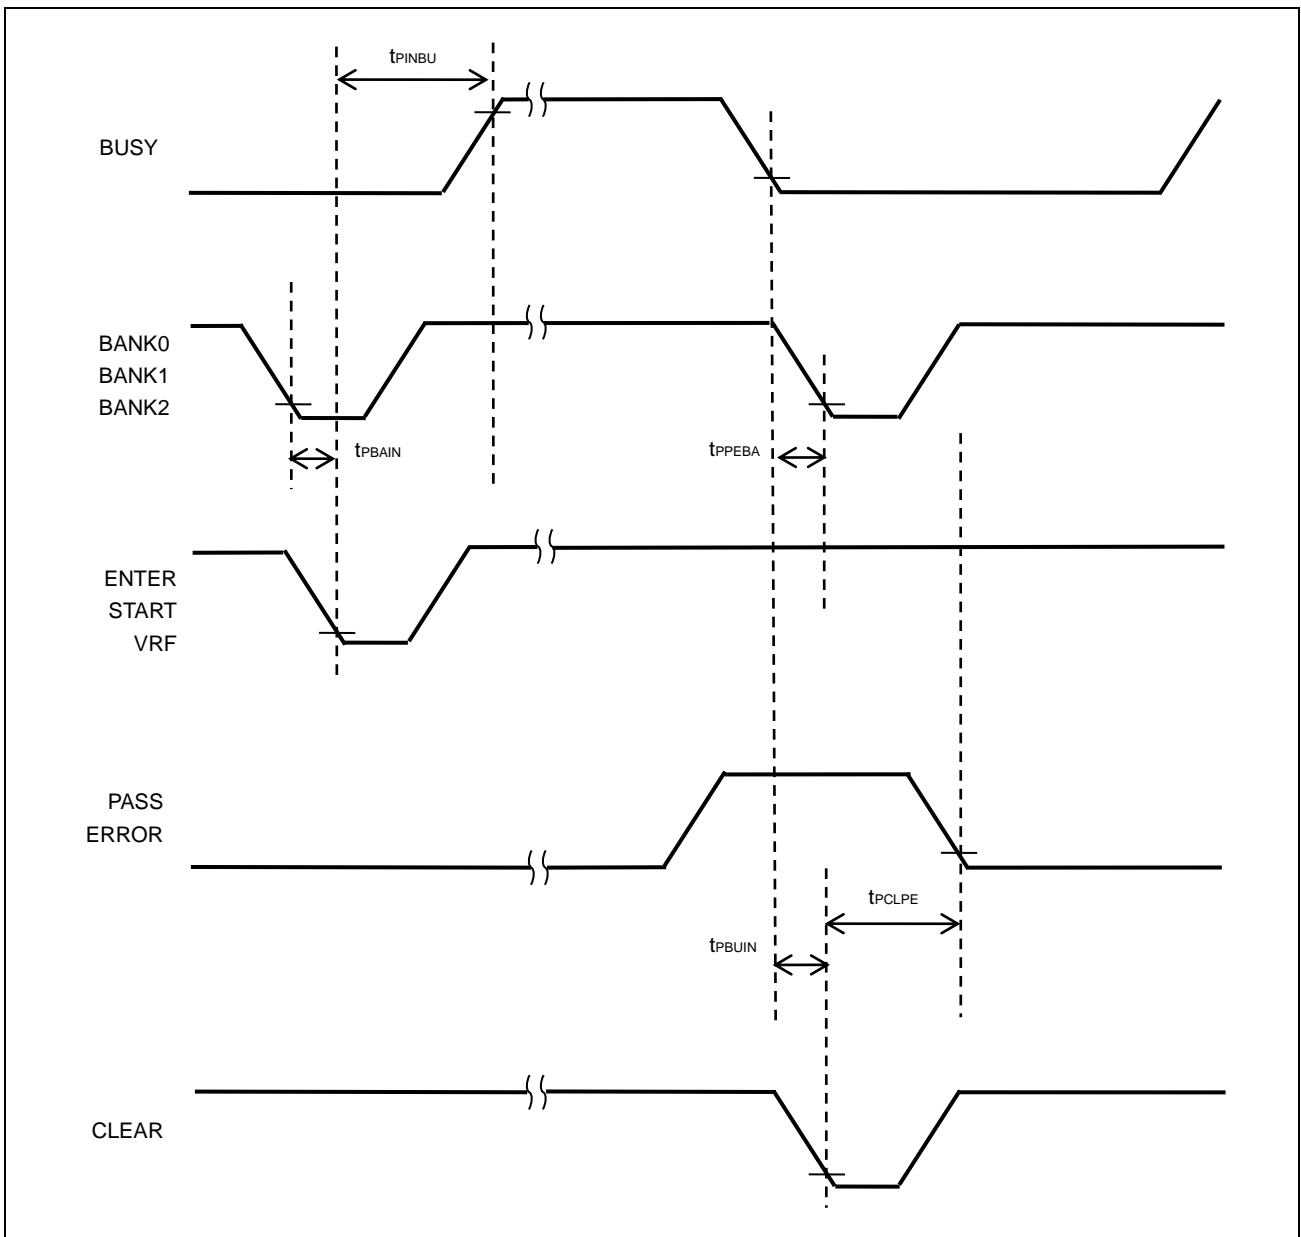 tPINBU
BUSY
BANK0
BANK1
BANK2
tPBAIN
tPPEBA
ENTER
START
VRF
PASS
ERROR
tPCLPE
tPBUIN
CLEAR